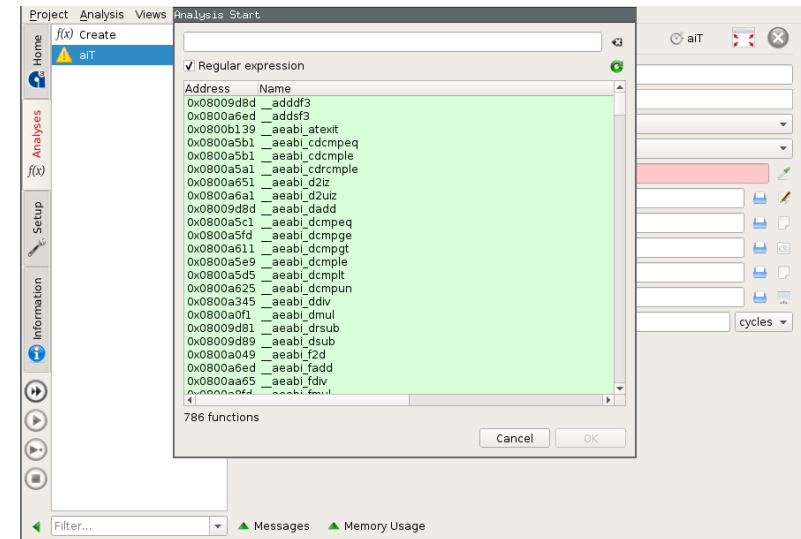 Project Analysis Views
Analysis Start
Home
Analyses
f(x)
Setup
Information
f(x) Create
aiT
aiT
Regular expression
Address Name
0x08009d8d __adddf3
0x0800a6ed __addsf3
0x0800b139 __aeabi_atexit
0x0800a5b1 __aeabi_cdcmpeq
0x0800a5b1 __aeabi_cdcmple
0x0800a5a1 __aeabi_cdrcmple
0x0800a651 __aeabi_d2iz
0x0800a6a1 __aeabi_d2uiz
0x08009d8d __aeabi_dadd
0x0800a5c1 __aeabi_dcmpeq
0x0800a5fd __aeabi_dcmpge
0x0800a611 __aeabi_dcmpgt
0x0800a5e9 __aeabi_dcmple
0x0800a5d5 __aeabi_dcmplt
0x0800a625 __aeabi_dcmpun
0x0800a345 __aeabi_ddiv
0x0800a0f1 __aeabi_dmul
0x08009d81 __aeabi_drsub
0x08009d89 __aeabi_dsub
0x0800a049 __aeabi_f2d
0x0800a6ed __aeabi_fadd
0x0800aa65 __aeabi_fdiv
0x0800a8fd __aeabi_fmul
786 functions
Cancel OK
cycles
Filter...
Messages Memory Usage